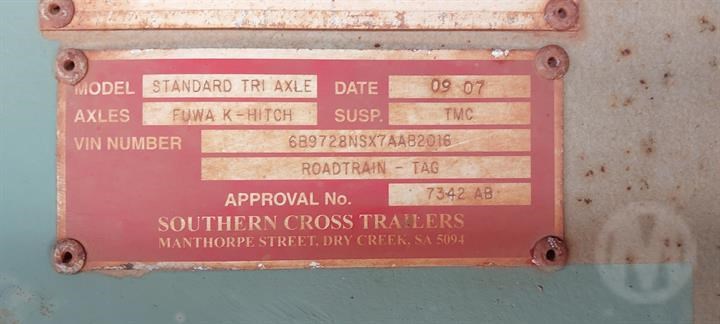 MODEL STANDARD TRI AXLE DATE 09 07
AXLES FUWA K-HITCH SUSP. TMC
VIN NUMBER 6B9728NSX7AAB2016
ROADTRAIN - TAG
APPROVAL No. 7342 AB
SOUTHERN CROSS TRAILERS
MANTHORPE STREET, DRY CREEK, SA 5094
M